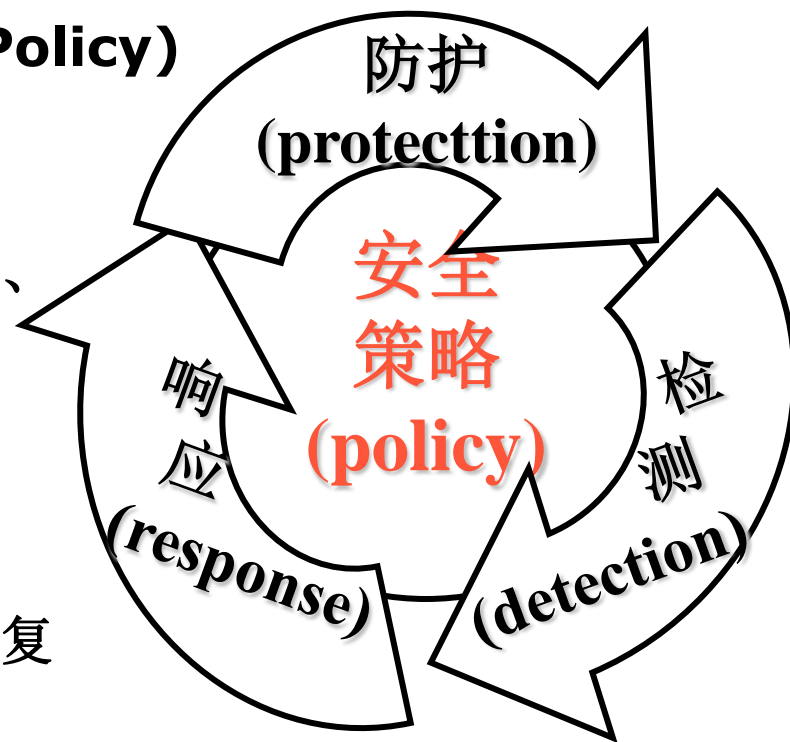 Policy)
防护
(protecttion)
、
安全
策略
(policy)
检
测
(detection)
响
应
(response)
复